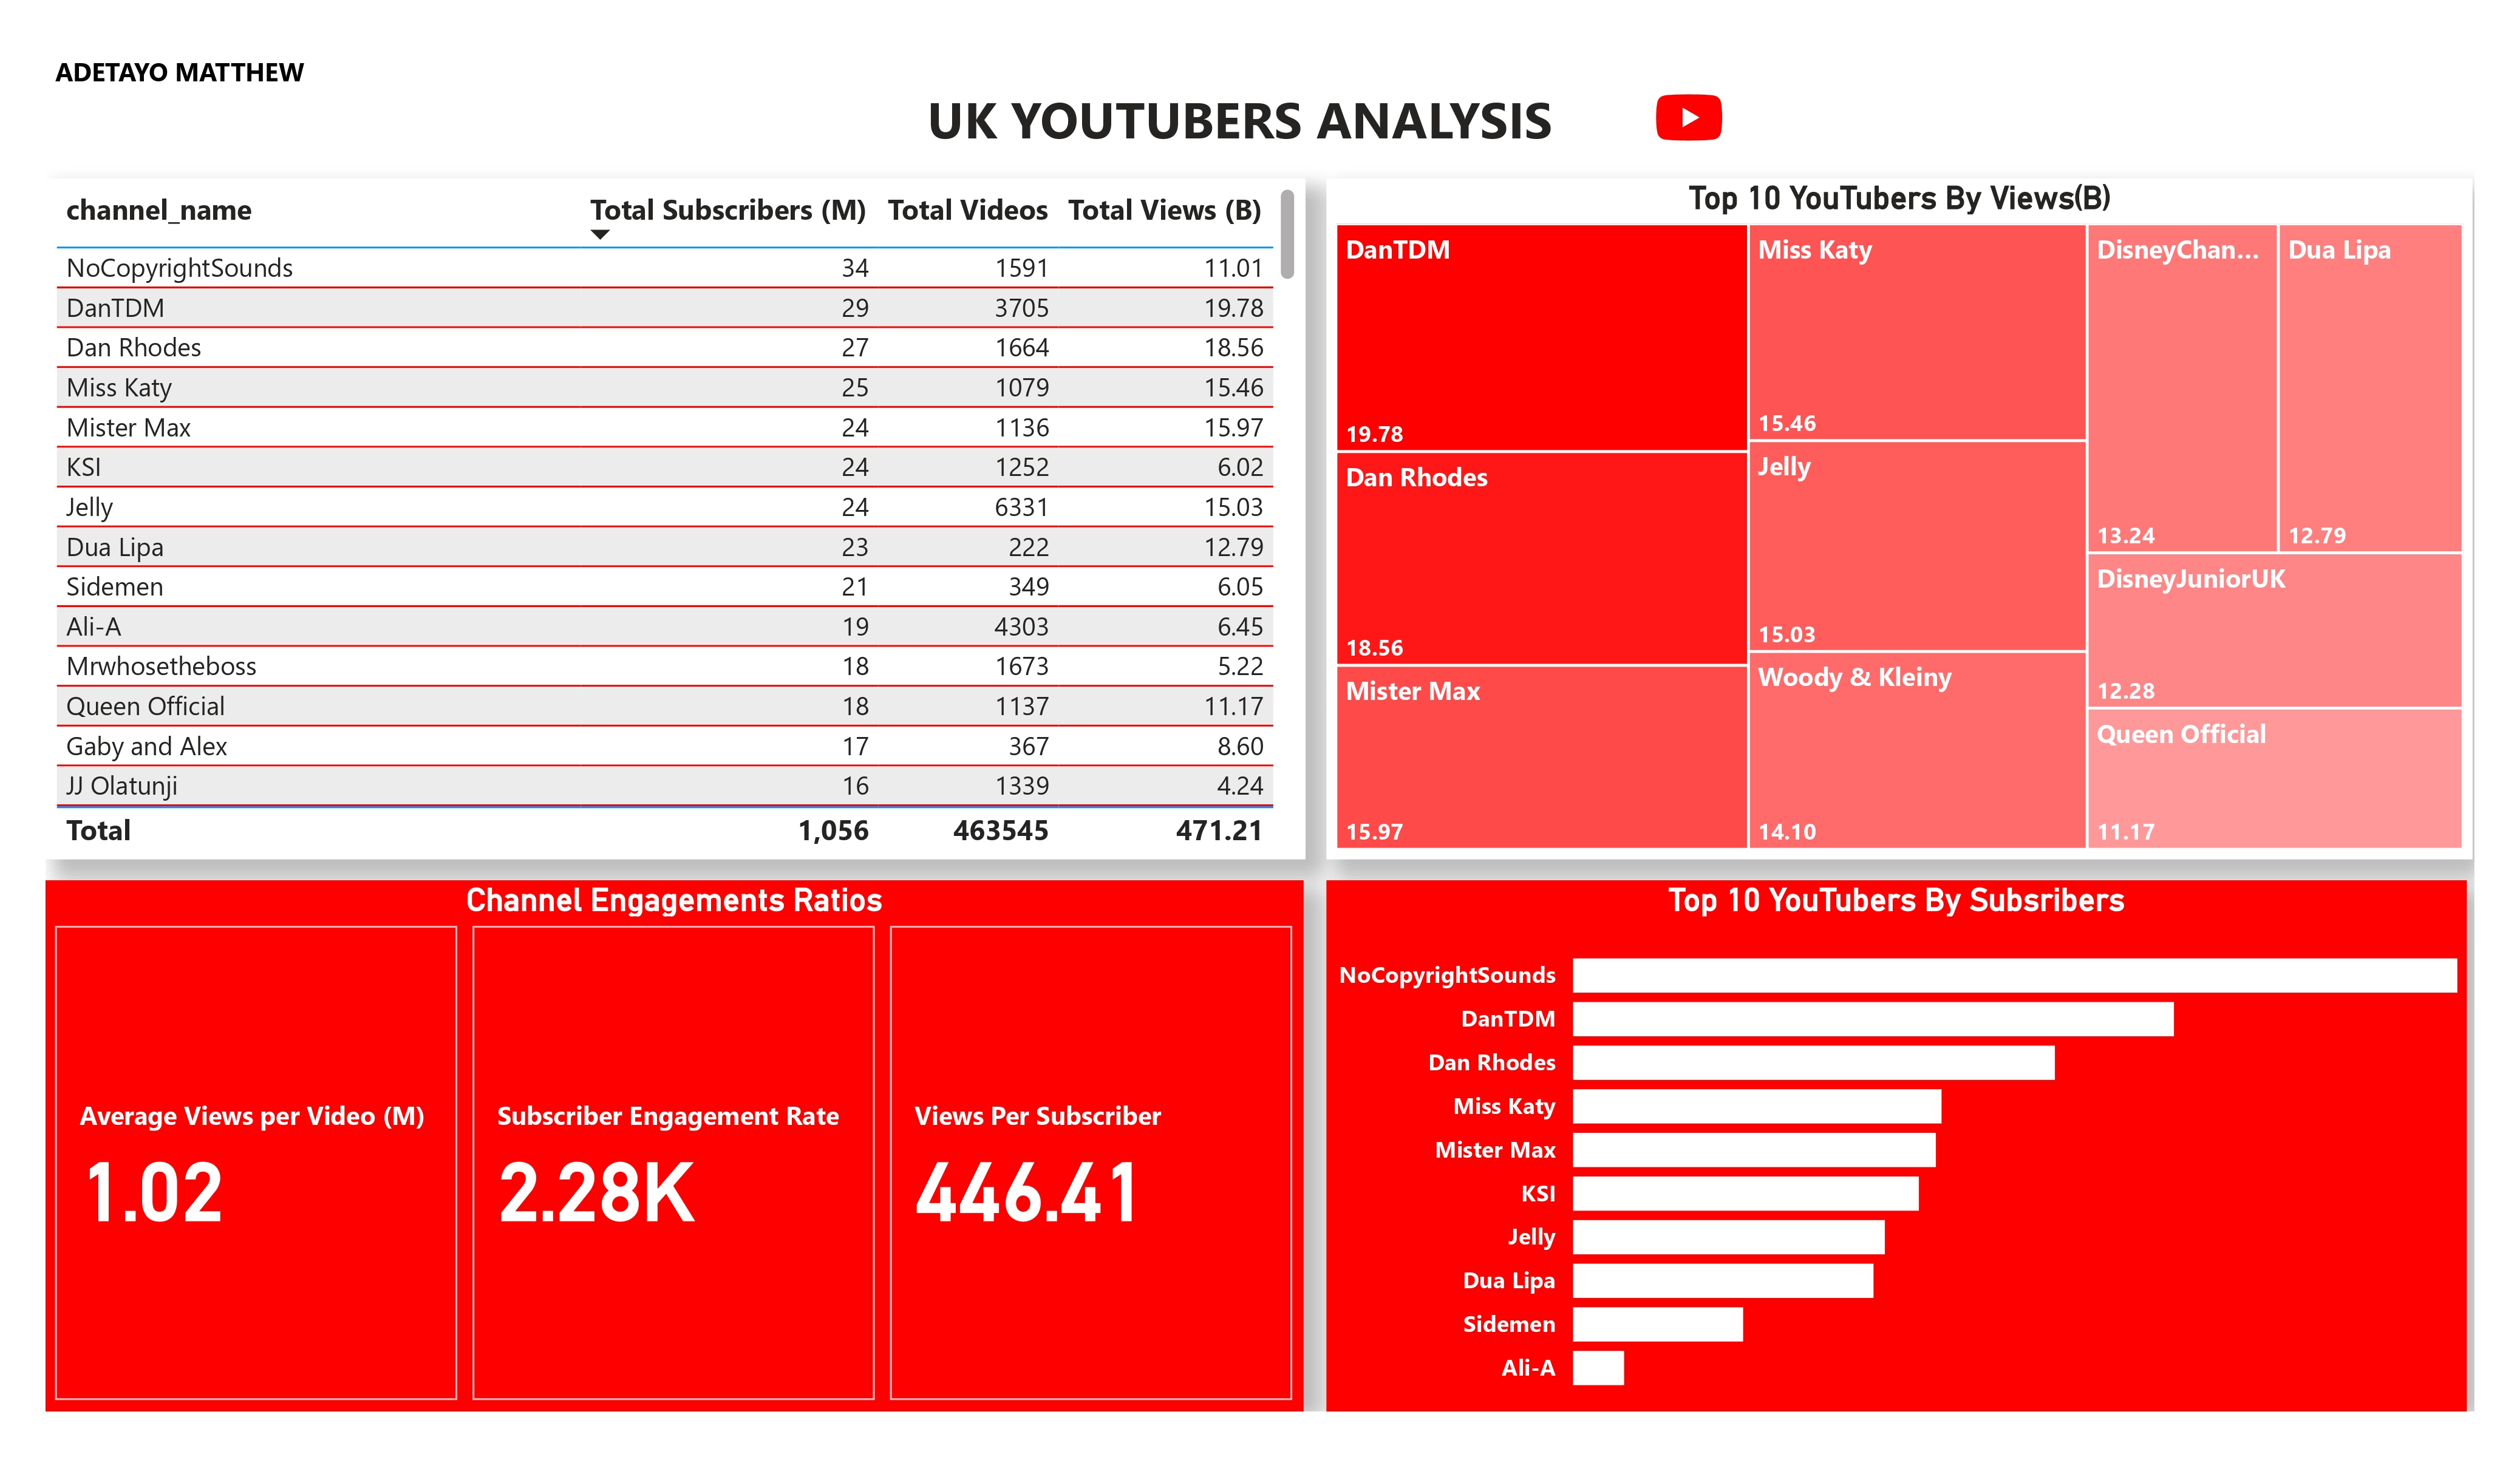 ADETAYO MATTHEW
UK YOUTUBERS ANALYSIS
channel_name Total Subscribers (M) Total Videos Total Views (B)
NoCopyrightSounds 34 1591 11.01
DanTDM 29 3705 19.78
Dan Rhodes 27 1664 18.56
Miss Katy 25 1079 15.46
Mister Max 24 1136 15.97
KSI 24 1252 6.02
Jelly 24 6331 15.03
Dua Lipa 23 222 12.79
Sidemen 21 349 6.05
Ali-A 19 4303 6.45
Mrwhosetheboss 18 1673 5.22
Queen Official 18 1137 11.17
Gaby and Alex 17 367 8.60
JJ Olatunji 16 1339 4.24
Total 1,056 463545 471.21
Top 10 YouTubers By Views(B)
DanTDM
19.78
Dan Rhodes
18.56
Mister Max
15.97
Miss Katy
15.46
Jelly
15.03
Woody & Kleiny
14.10
DisneyChan...
13.24
Dua Lipa
12.79
DisneyJuniorUK
12.28
Queen Official
11.17
Channel Engagements Ratios
Average Views per Video (M)
1.02
Subscriber Engagement Rate
2.28K
Views Per Subscriber
446.41
Top 10 YouTubers By Subsribers
NoCopyrightSounds
DanTDM
Dan Rhodes
Miss Katy
Mister Max
KSI
Jelly
Dua Lipa
Sidemen
Ali-A